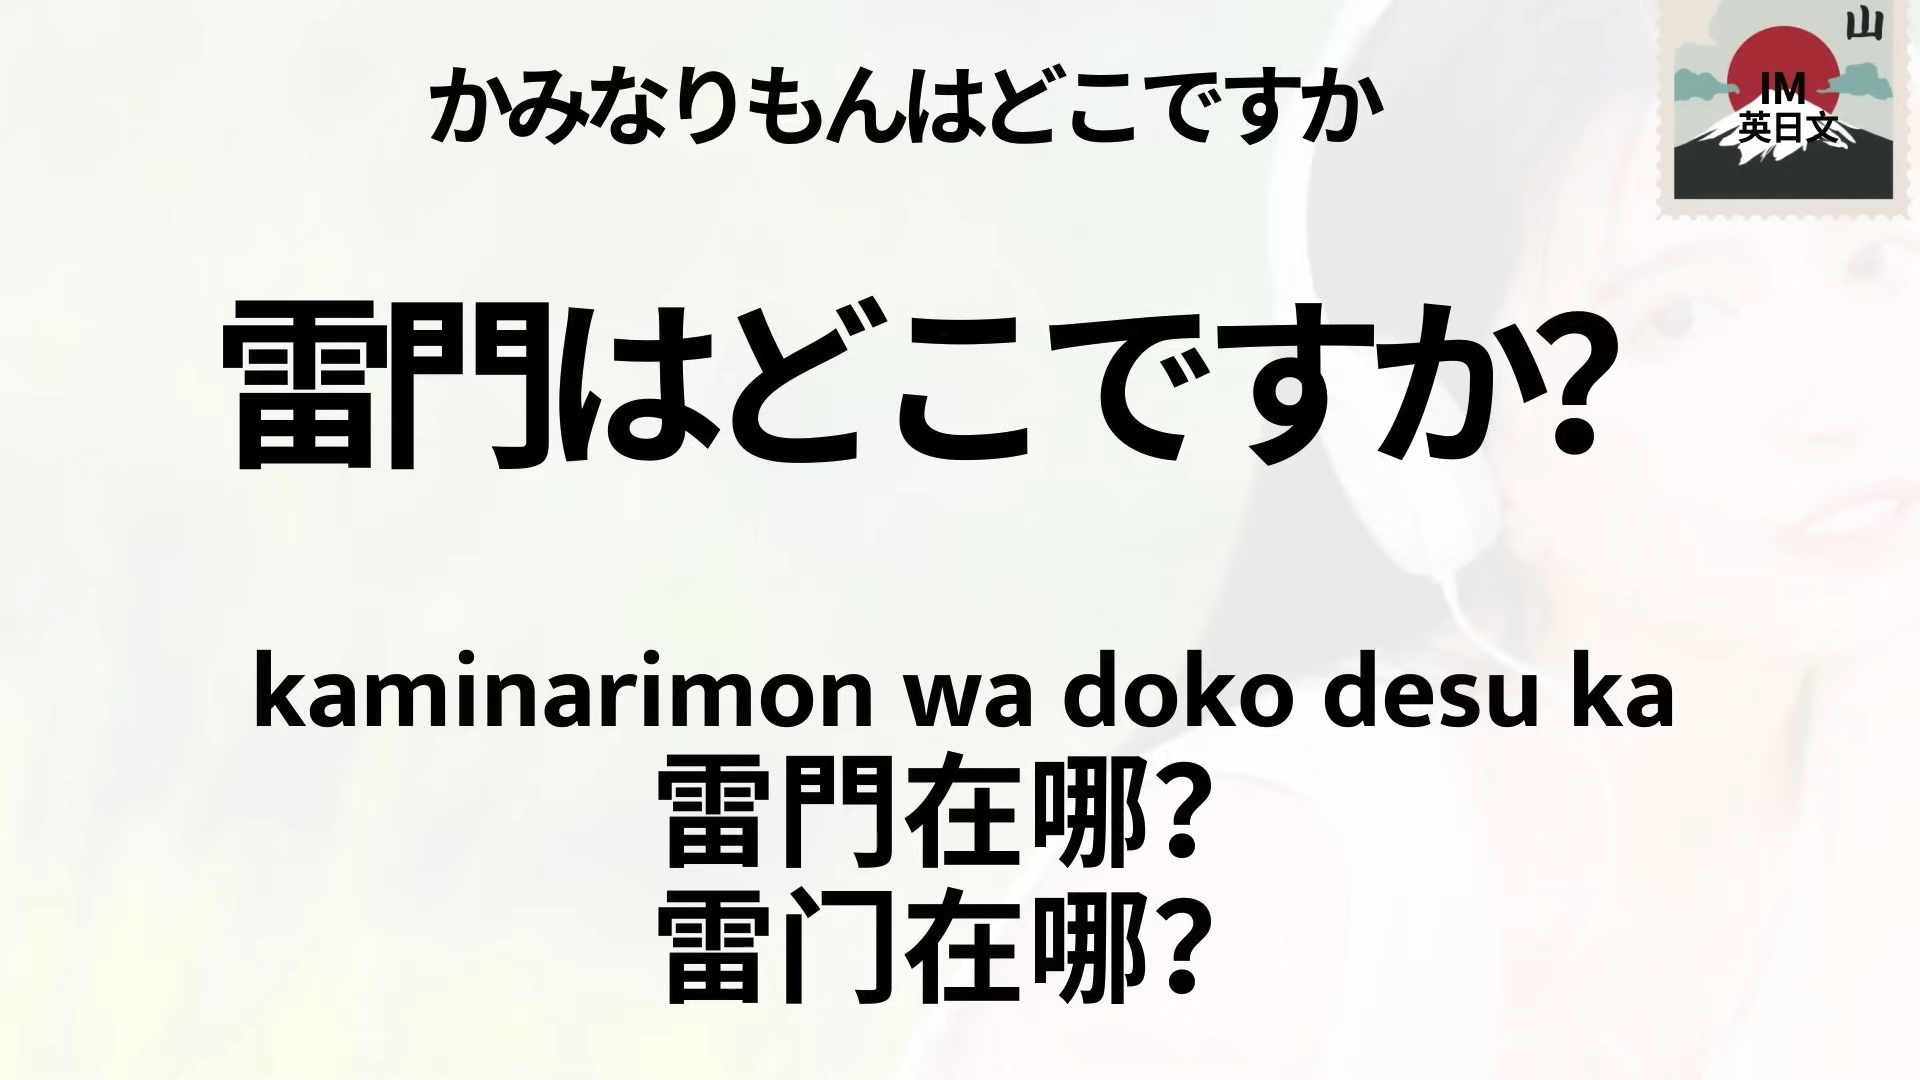 かみなりもんはどこですか
山
IM
英日文
雷門はどこですか?
kaminarimon wa doko desu ka
雷門在哪?
雷门在哪?